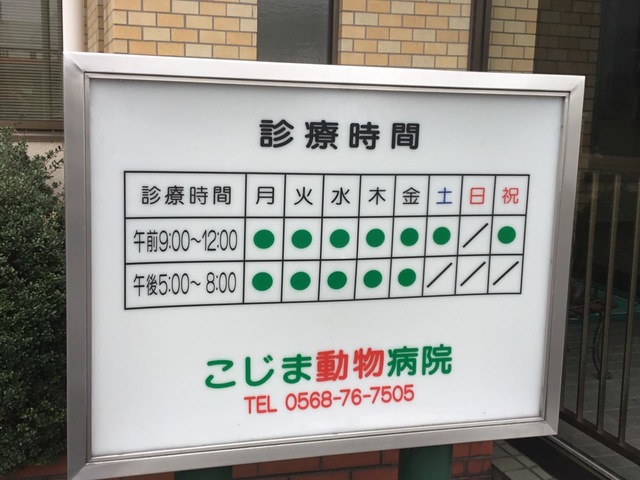 診療時間
診療時間 月 火 水 木 金 土 日 祝
午前9:00～12:00 ● ● ● ● ● ● ／ ●
午後5:00～8:00 ● ● ● ● ● ／ ／ ／
こじま動物病院
TEL 0568-76-7505